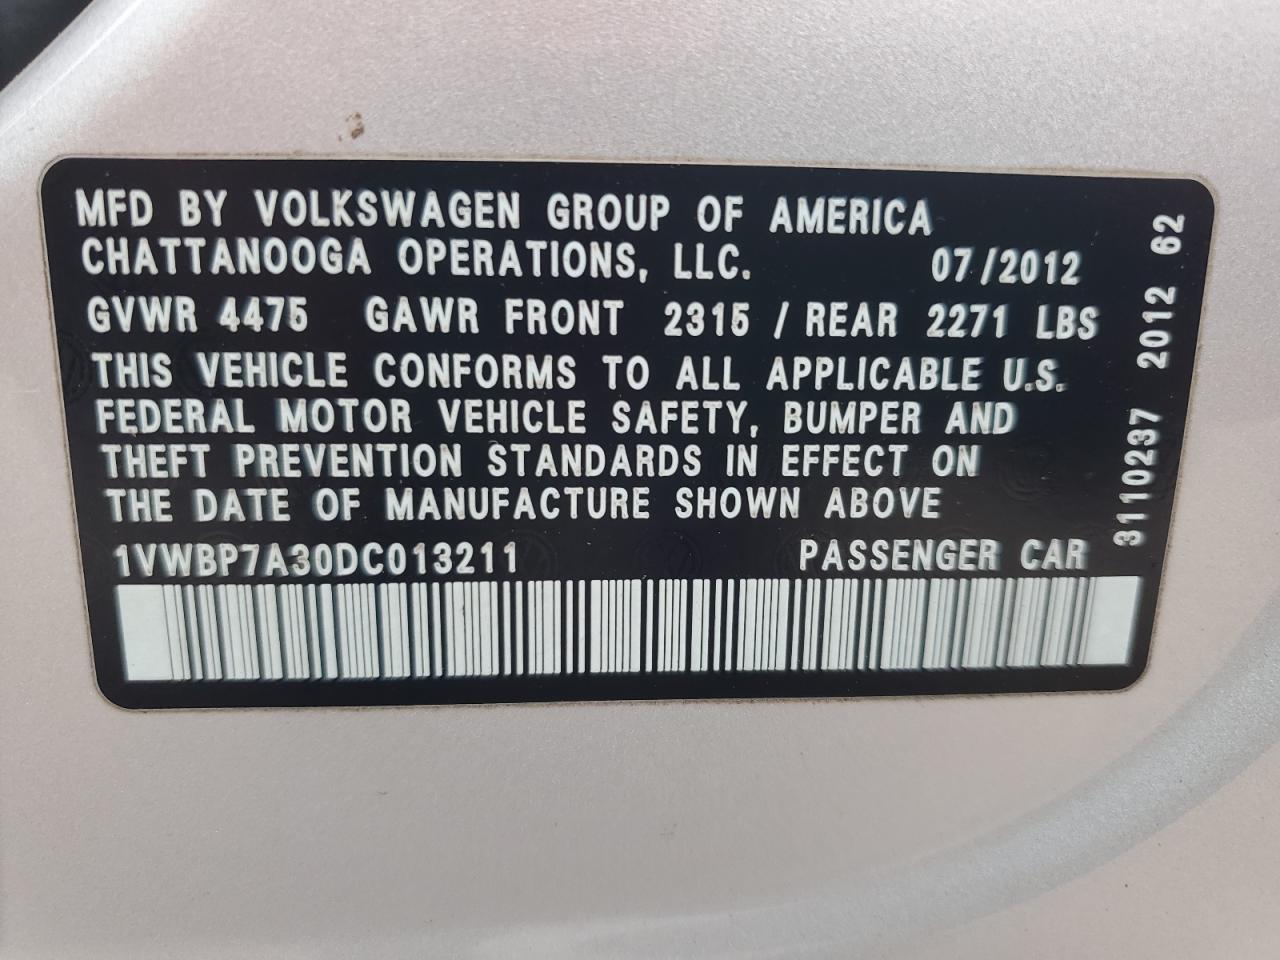 MFD BY VOLKSWAGEN GROUP OF AMERICA
CHATTANOOGA OPERATIONS, LLC. 07/2012
GVWR 4475 GAWR FRONT 2315 / REAR 2271 LBS
THIS VEHICLE CONFORMS TO ALL APPLICABLE U.S.
FEDERAL MOTOR VEHICLE SAFETY, BUMPER AND
THEFT PREVENTION STANDARDS IN EFFECT ON
THE DATE OF MANUFACTURE SHOWN ABOVE
1VWBP7A30DC013211 PASSENGER CAR
3110237 2012 62